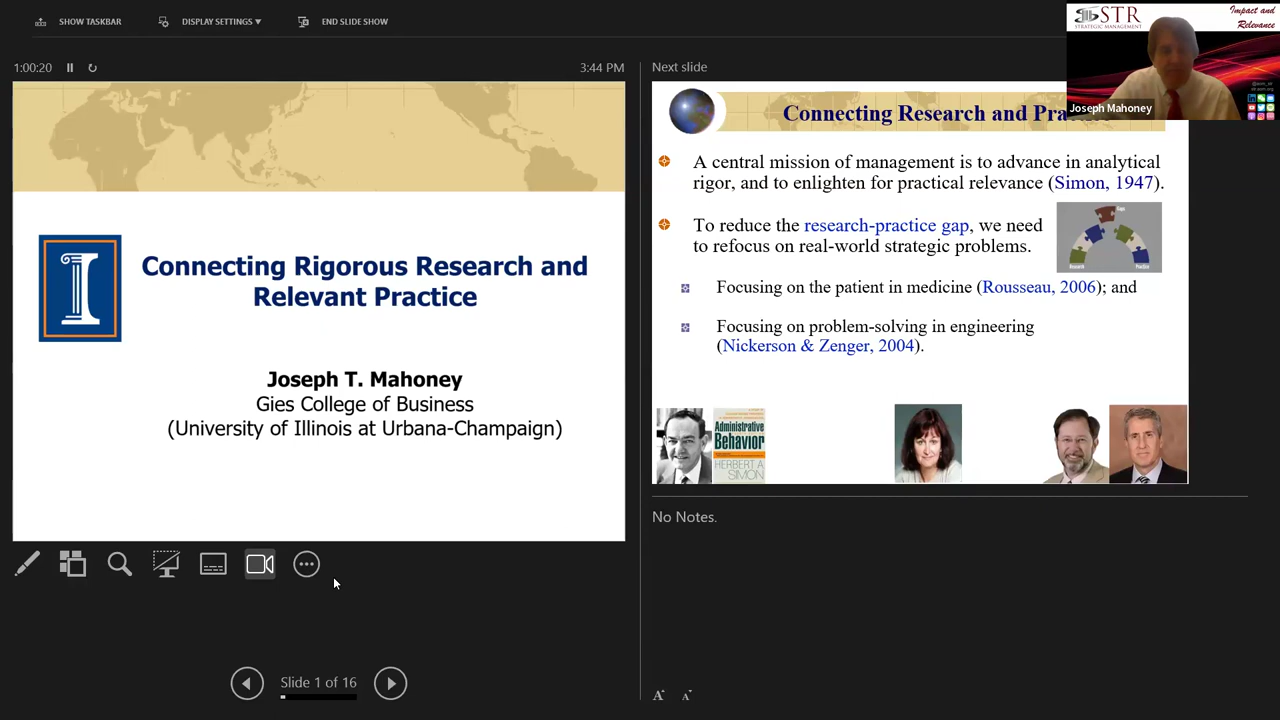 SHOW TASKBAR
DISPLAY SETTINGS
END SLIDE SHOW
STR
STRATEGIC MANAGEMENT
Impact and
Relevance
Joseph Mahoney
1:00:20
3:44 PM
Next slide
Connecting Rigorous Research and
Relevant Practice
Joseph T. Mahoney
Gies College of Business
(University of Illinois at Urbana-Champaign)
Connecting Research and
A central mission of management is to advance in analytical
rigor, and to enlighten for practical relevance (Simon, 1947).
To reduce the research-practice gap, we need
to refocus on real-world strategic problems.
Gap
Research
Practice
Focusing on the patient in medicine (Rousseau, 2006); and
Focusing on problem-solving in engineering
(Nickerson & Zenger, 2004).
Administrative
Behavior
HERBERT A.
SIMON
No Notes.
Slide 1 of 16
A
A